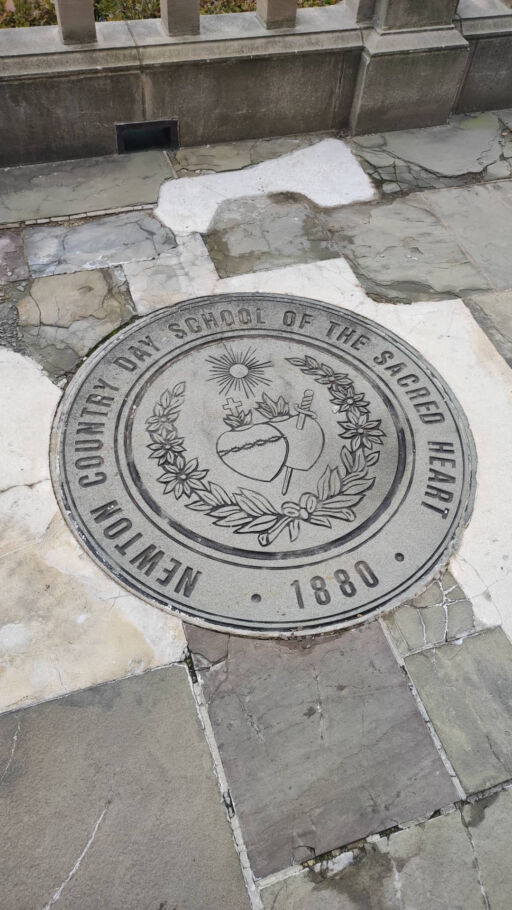 NEWTON COUNTRY DAY SCHOOL OF THE SACRED HEART
• 1880 •